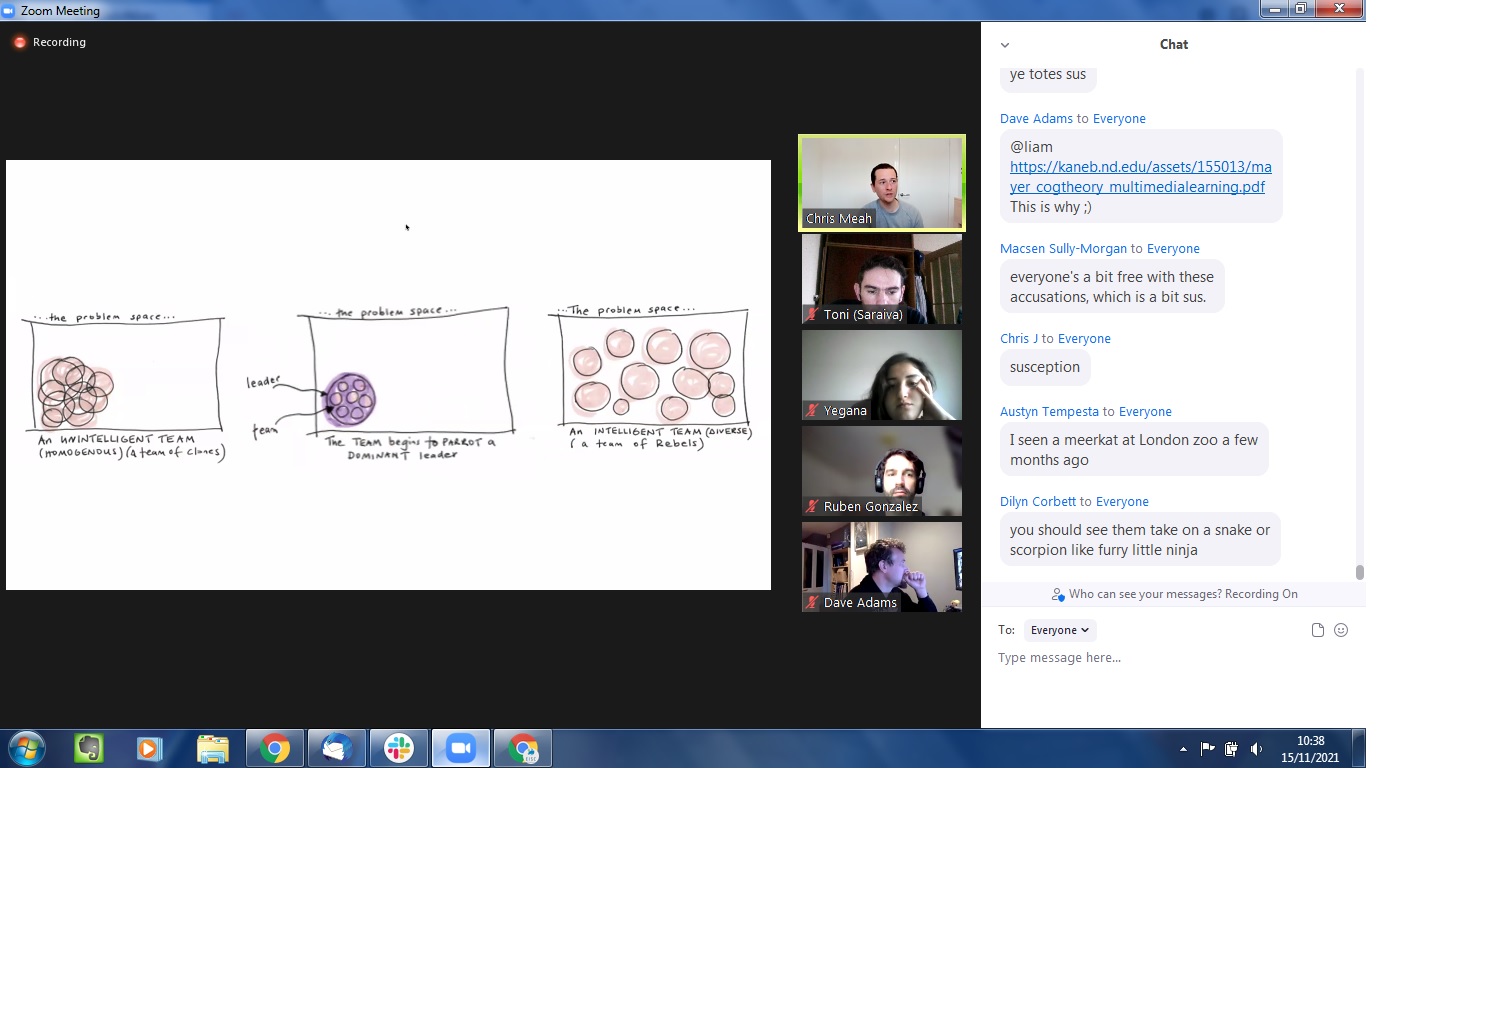 Zoom Meeting
Recording
...the problem space...
An UNINTELLIGENT TEAM
(HOMOGENOUS) (A team of clones)
... the problem space...
leader
team
The TEAM begins to PARROT a
DOMINANT leader
...The problem space...
An INTELLIGENT TEAM (DIVERSE)
(a team of Rebels)
Chris Meah
Toni (Saraiva)
Yegana
Ruben Gonzalez
Dave Adams
Chat
ye totes sus
Dave Adams to Everyone
@liam
https://kaneb.nd.edu/assets/155013/ma
yer_cogtheory_multimedialearning.pdf
This is why ;)
Macsen Sully-Morgan to Everyone
everyone's a bit free with these
accusations, which is a bit sus.
Chris J to Everyone
susception
Austyn Tempesta to Everyone
I seen a meerkat at London zoo a few
months ago
Dilyn Corbett to Everyone
you should see them take on a snake or
scorpion like furry little ninja
Who can see your messages? Recording On
To: Everyone
Type message here...
10:38
15/11/2021